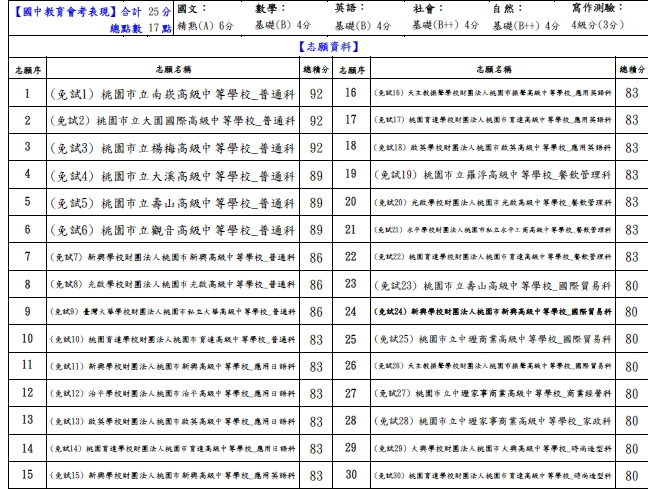 【國中教育會考表現】合計 25分 國文： 數學： 英語： 社會： 自然： 寫作測驗：
總點數 17點 精熟(A) 6分 基礎(B) 4分 基礎(B) 4分 基礎(B++) 4分 基礎(B++) 4分 4級分(3分)
【志願資料】
志願序 志願名稱 總積分 志願序 志願名稱 總積分
1 (免試1) 桃園市立南崁高級中等學校_普通科 92 16 (免試16) 天主教振聲學校財團法人桃園市振聲高級中等學校_應用英語科 83
2 (免試2) 桃園市立大園國際高級中等學校_普通科 92 17 (免試17) 桃園育達學校財團法人桃園市育達高級中等學校_應用英語科 83
3 (免試3) 桃園市立楊梅高級中等學校_普通科 92 18 (免試18) 啟英學校財團法人桃園市啟英高級中等學校_應用英語科 83
4 (免試4) 桃園市立大溪高級中等學校_普通科 89 19 (免試19) 桃園市立羅浮高級中等學校_餐飲管理科 83
5 (免試5) 桃園市立壽山高級中等學校_普通科 89 20 (免試20) 光啟學校財團法人桃園市光啟高級中等學校_餐飲管理科 83
6 (免試6) 桃園市立觀音高級中等學校_普通科 89 21 (免試21) 永平學校財團法人桃園市私立永平工商高級中等學校_餐飲管理科 83
7 (免試7) 新興學校財團法人桃園市新興高級中等學校_普通科 86 22 (免試22) 桃園育達學校財團法人桃園市育達高級中等學校_餐飲管理科 83
8 (免試8) 光啟學校財團法人桃園市光啟高級中等學校_普通科 86 23 (免試23) 桃園市立壽山高級中等學校_國際貿易科 80
9 (免試9) 臺灣大華學校財團法人桃園市私立大華高級中等學校_普通科 86 24 (免試24) 新興學校財團法人桃園市新興高級中等學校_國際貿易科 80
10 (免試10) 桃園育達學校財團法人桃園市育達高級中等學校_普通科 83 25 (免試25) 桃園市立中壢商業高級中等學校_國際貿易科 80
11 (免試11) 新興學校財團法人桃園市新興高級中等學校_應用日語科 83 26 (免試26) 天主教振聲學校財團法人桃園市振聲高級中等學校_國際貿易科 80
12 (免試12) 治平學校財團法人桃園市治平高級中等學校_應用日語科 83 27 (免試27) 桃園市立中壢家事商業高級中等學校_商業經營科 80
13 (免試13) 啟英學校財團法人桃園市啟英高級中等學校_應用日語科 83 28 (免試28) 桃園市立中壢家事商業高級中等學校_家政科 80
14 (免試14) 桃園育達學校財團法人桃園市育達高級中等學校_應用日語科 83 29 (免試29) 大興學校財團法人桃園市大興高級中等學校_時尚造型科 80
15 (免試15) 新興學校財團法人桃園市新興高級中等學校_應用英語科 83 30 (免試30) 桃園育達學校財團法人桃園市育達高級中等學校_時尚造型科 80